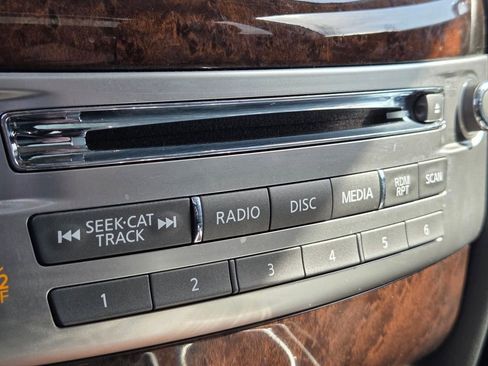 SEEK·CAT
TRACK
RADIO
DISC
MEDIA
RDM
RPT
SCAN
1 2 3 4 5 6